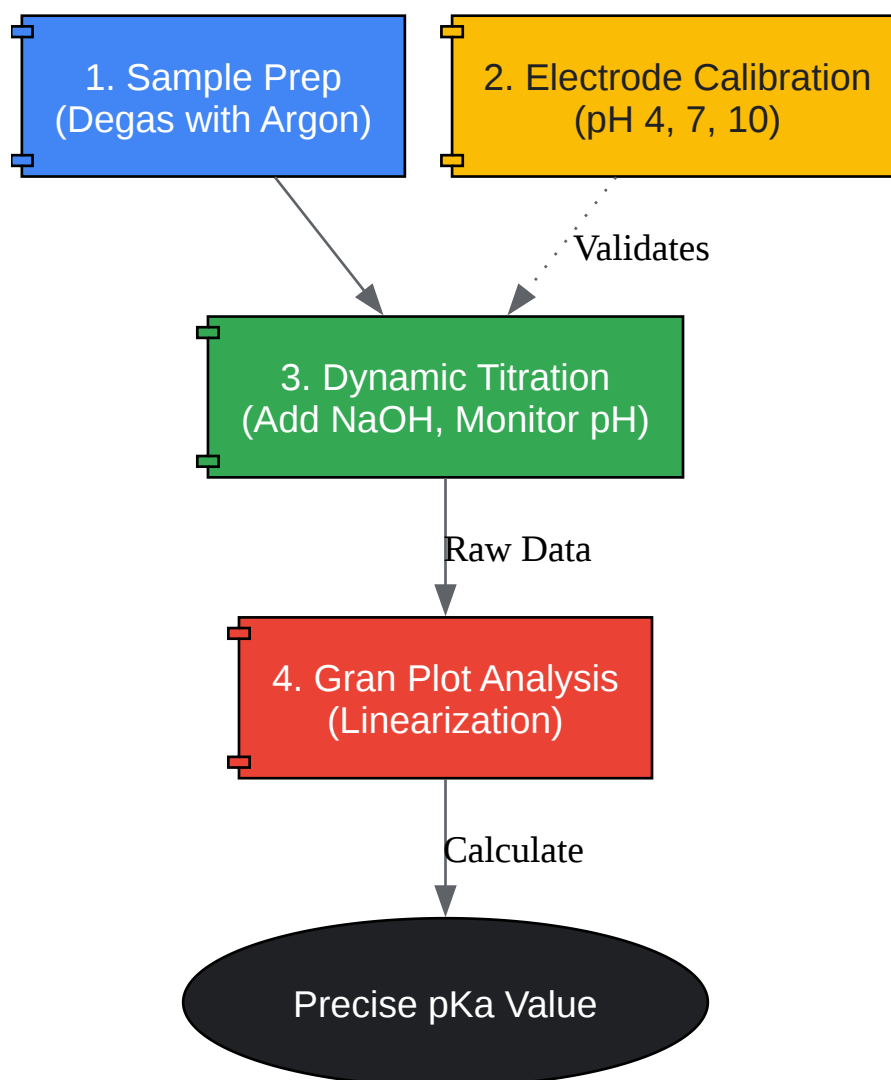 1. Sample Prep
(Degas with Argon)
2. Electrode Calibration
(pH 4, 7, 10)
Validates
3. Dynamic Titration
(Add NaOH, Monitor pH)
Raw Data
4. Gran Plot Analysis
(Linearization)
Calculate
Precise pKa Value